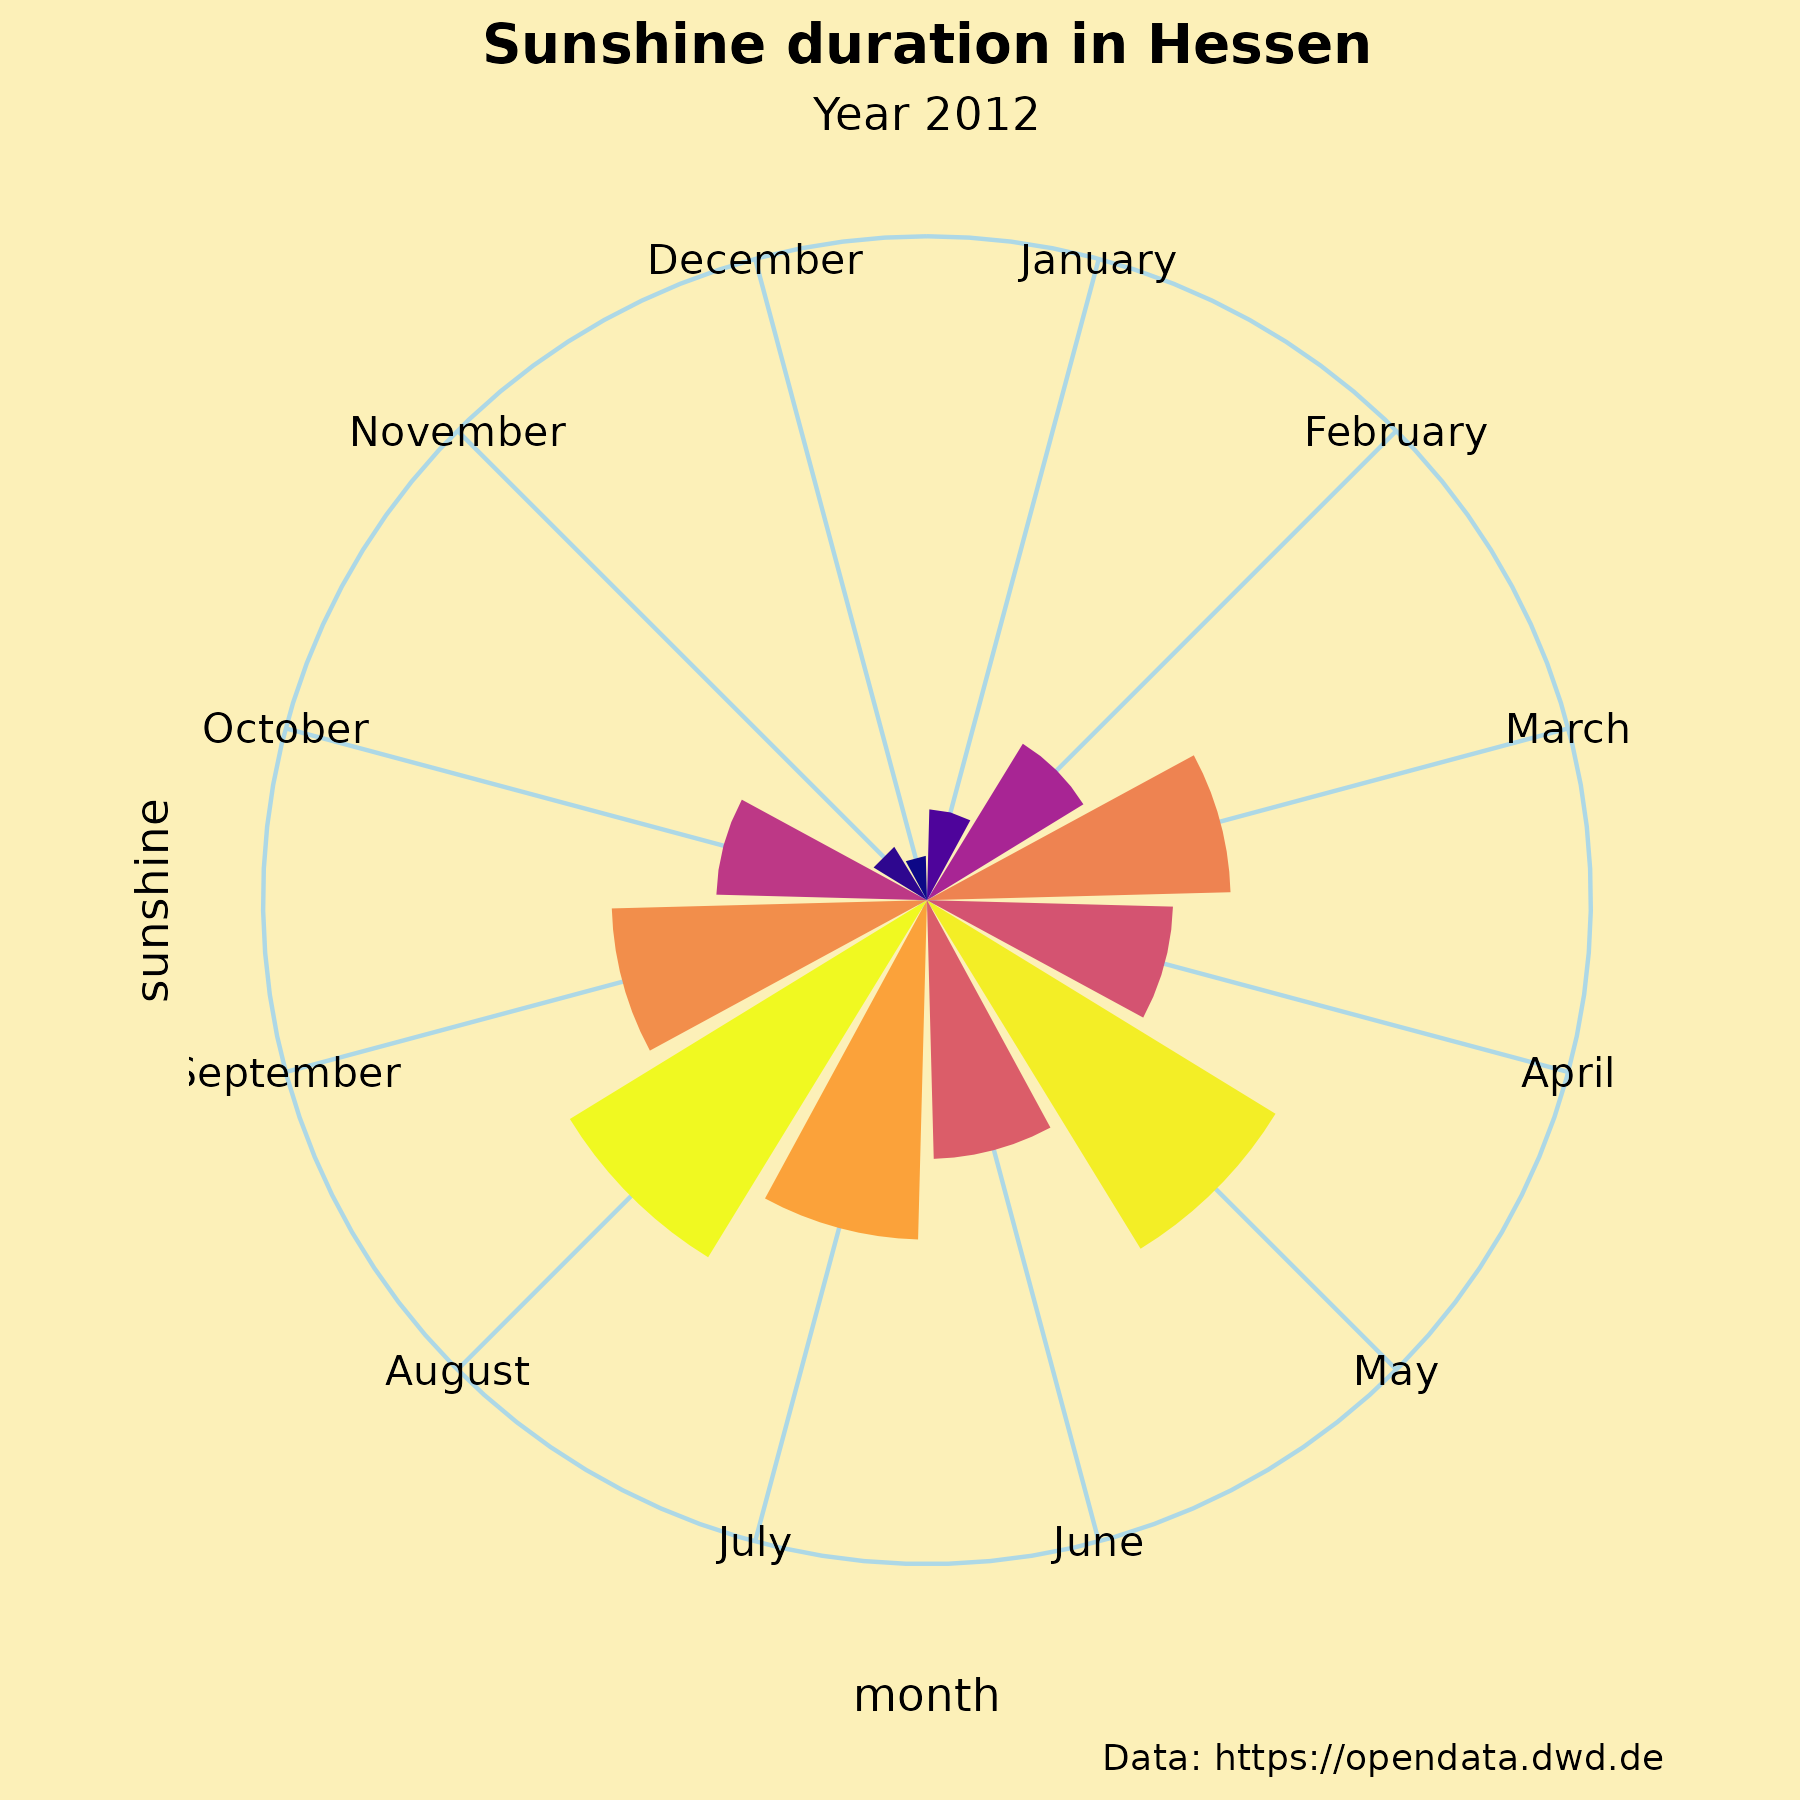 Sunshine duration in Hessen
Year 2012
December
January
November
February
October
March
sunshine
September
April
August
May
July
June
month
Data: https://opendata.dwd.de